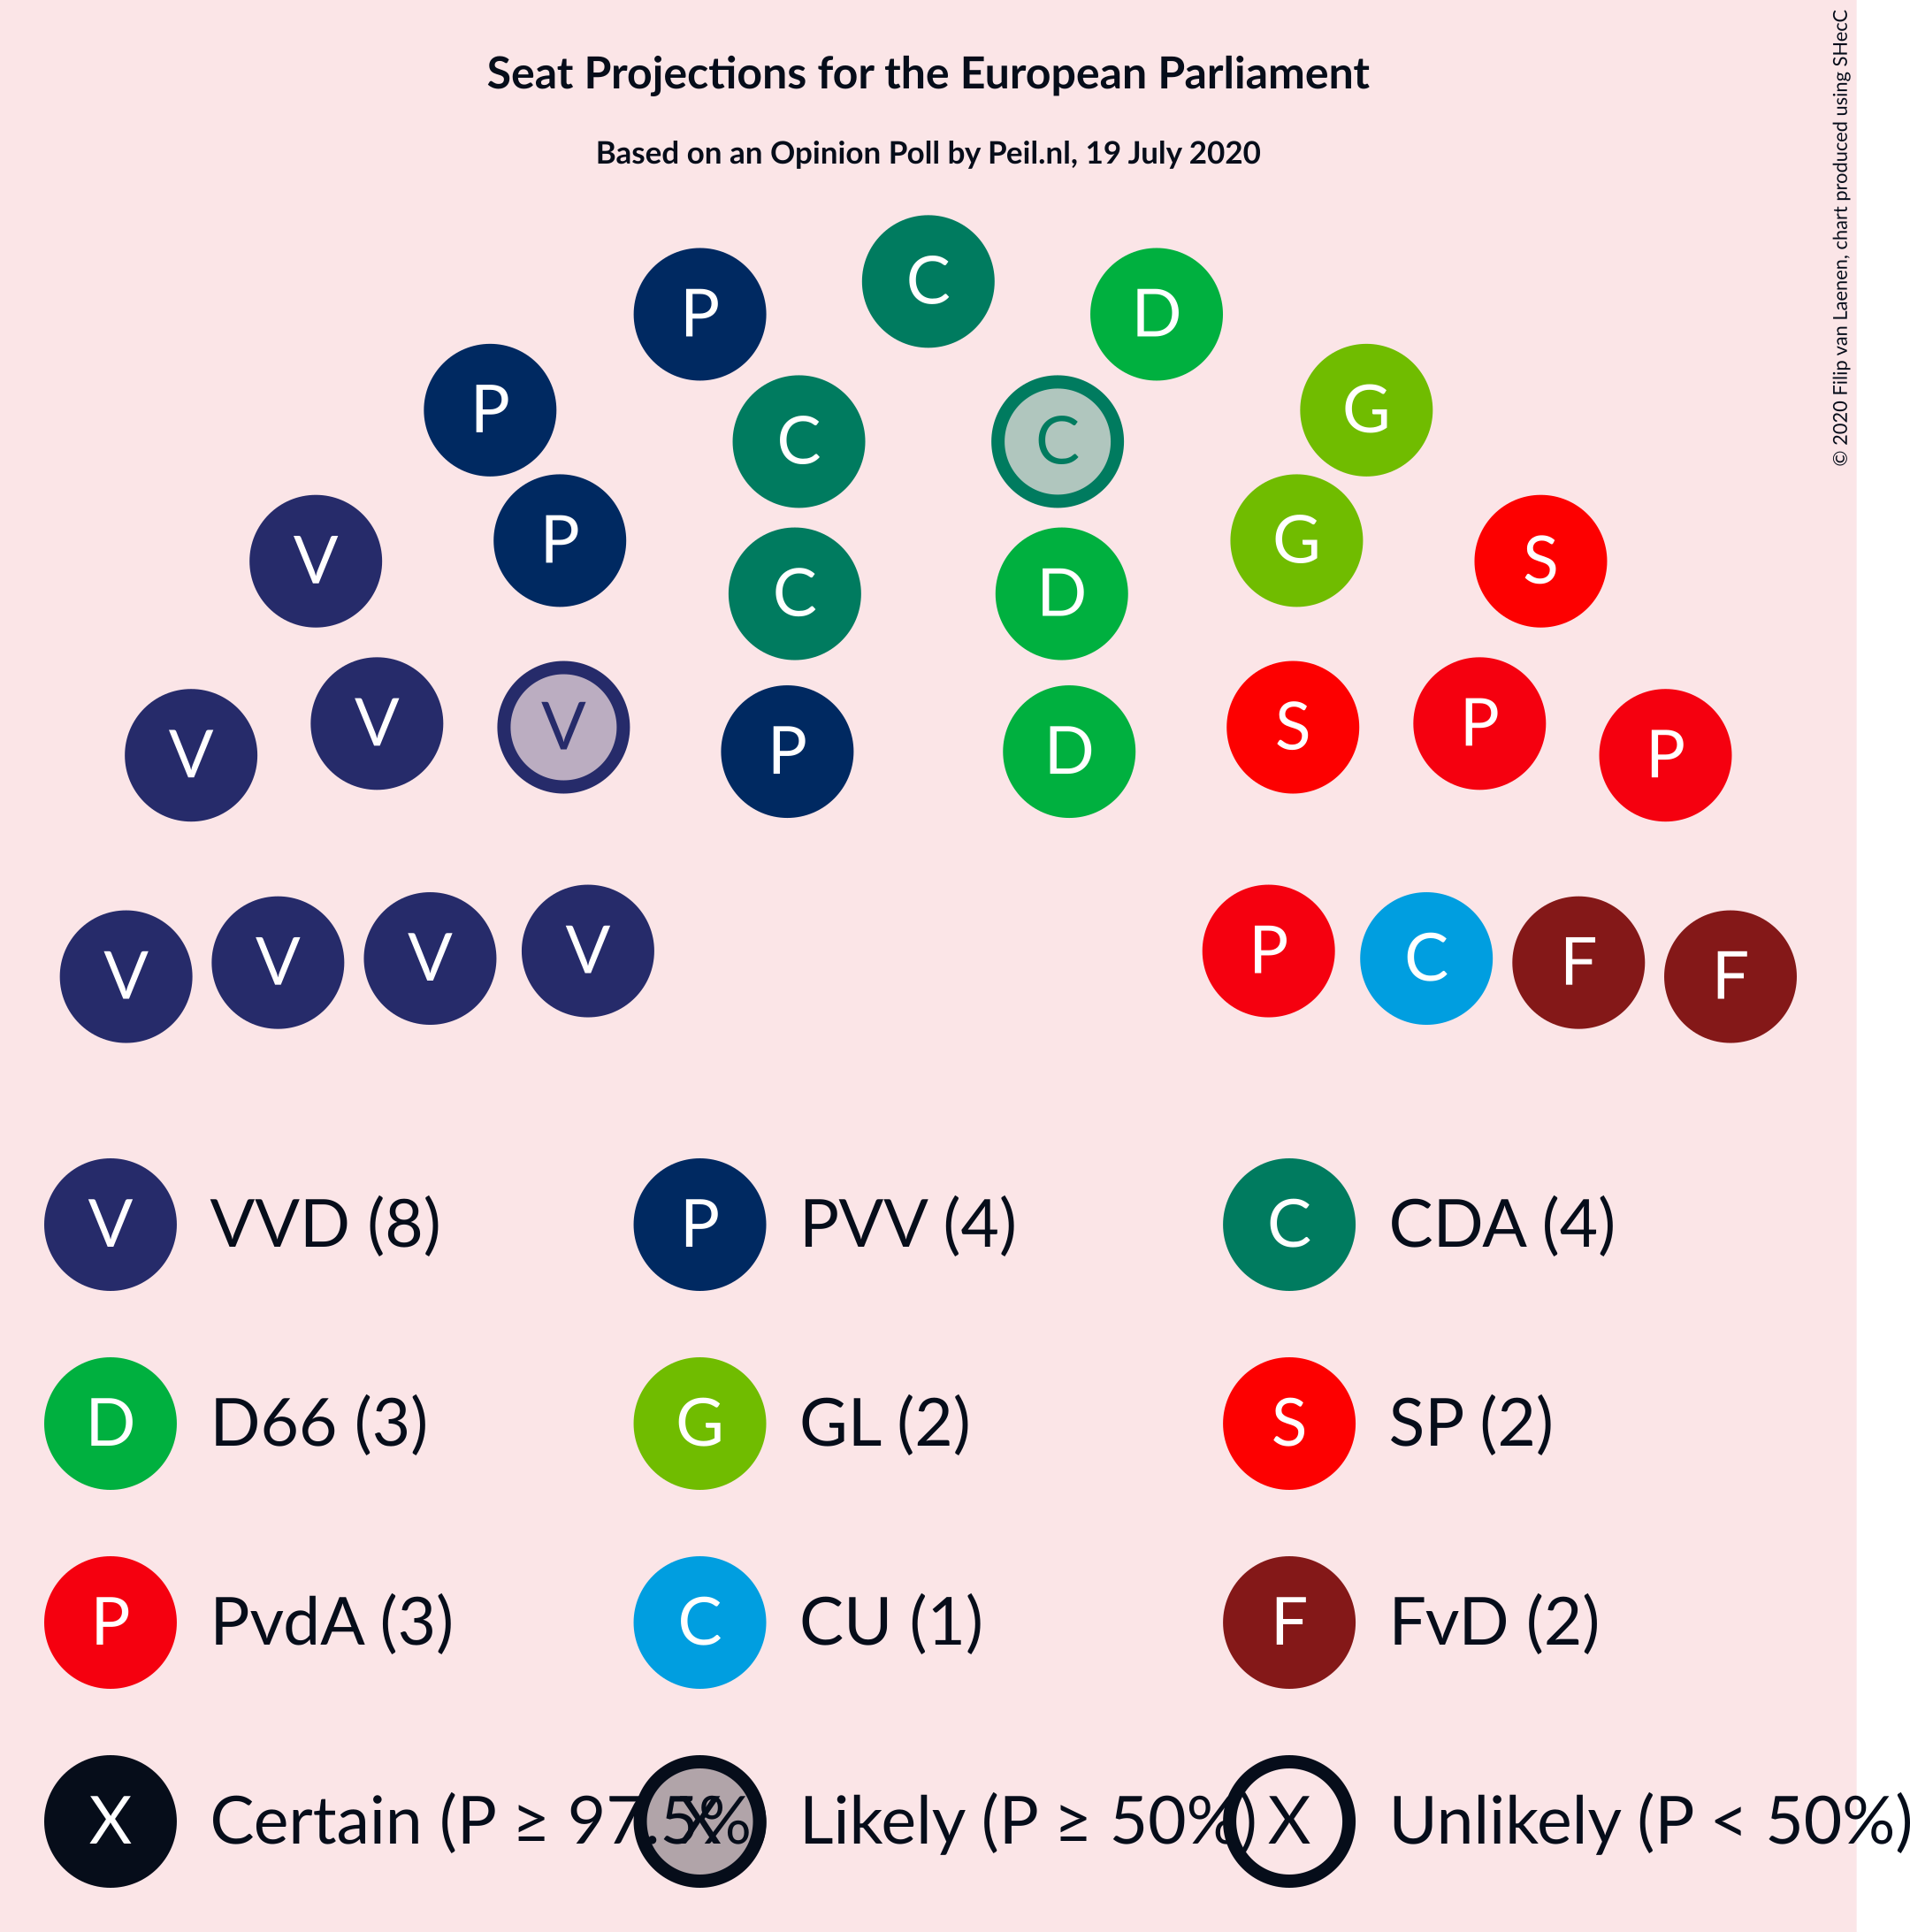 Seat Projections for the European Parliament
Based on an Opinion Poll by Peil.nl, 19 July 2020
© 2020 Filip van Laenen, chart produced using SHecC
C
P D
P G
C C
P G
V S
C D
V V V P D S P P
V V V V P C F F
V VVD (8) P PVV (4) C CDA (4)
D D66 (3) G GL (2) S SP (2)
P PvdA (3) C CU (1) F FvD (2)
X Certain (P ≥ 97.5% X Likely (P ≥ 50%) X Unlikely (P < 50%)